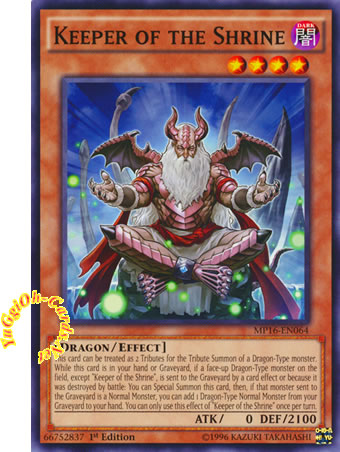 KEEPER OF THE SHRINE
DARK
闇
MP16-EN064
[DRAGON/EFFECT]
This card can be treated as 2 Tributes for the Tribute Summon of a Dragon-Type monster.
While this card is in your hand or Graveyard, if a face-up Dragon-Type monster on the
field, except "Keeper of the Shrine", is sent to the Graveyard by a card effect or because it
was destroyed by battle: You can Special Summon this card, then, if that monster sent to
the Graveyard is a Normal Monster, you can add 1 Dragon-Type Normal Monster from your
Graveyard to your hand. You can only use this effect of "Keeper of the Shrine" once per turn.
ATK/ 0 DEF/2100
66752837 1st Edition ©1996 KAZUKI TAKAHASHI